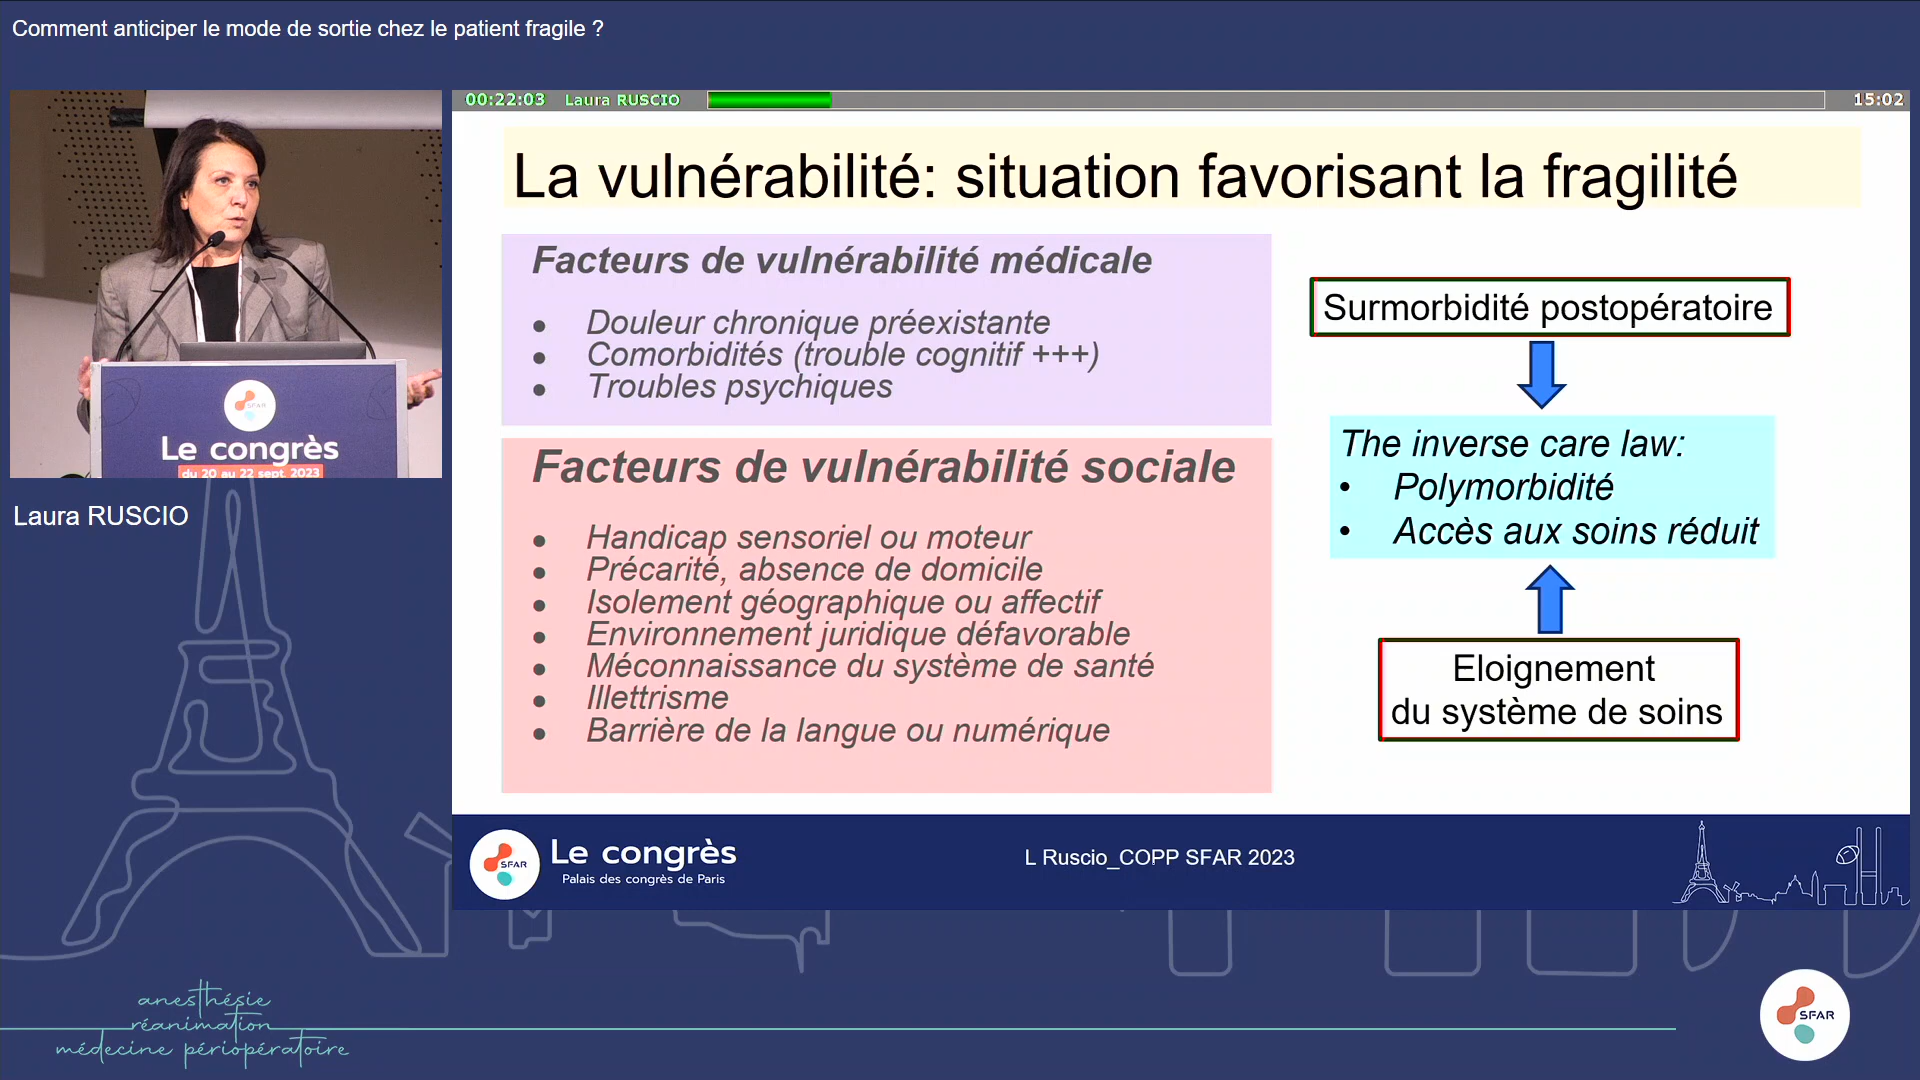 Comment anticiper le mode de sortie chez le patient fragile ?
00:22:03 Laura RUSCIO 15:02
La vulnérabilité: situation favorisant la fragilité
Facteurs de vulnérabilité médicale
• Douleur chronique préexistante
• Comorbidités (trouble cognitif +++)
• Troubles psychiques
Facteurs de vulnérabilité sociale
• Handicap sensoriel ou moteur
• Précarité, absence de domicile
• Isolement géographique ou affectif
• Environnement juridique défavorable
• Méconnaissance du système de santé
• Illettrisme
• Barrière de la langue ou numérique
Surmorbidité postopératoire
The inverse care law:
• Polymorbidité
• Accès aux soins réduit
Eloignement
du système de soins
SFAR
Le congrès
du 20 au 22 sept. 2023
Laura RUSCIO
SFAR
Le congrès
Palais des congrès de Paris
L Ruscio_COPP SFAR 2023
anesthésie
réanimation
médecine périopératoire
SFAR